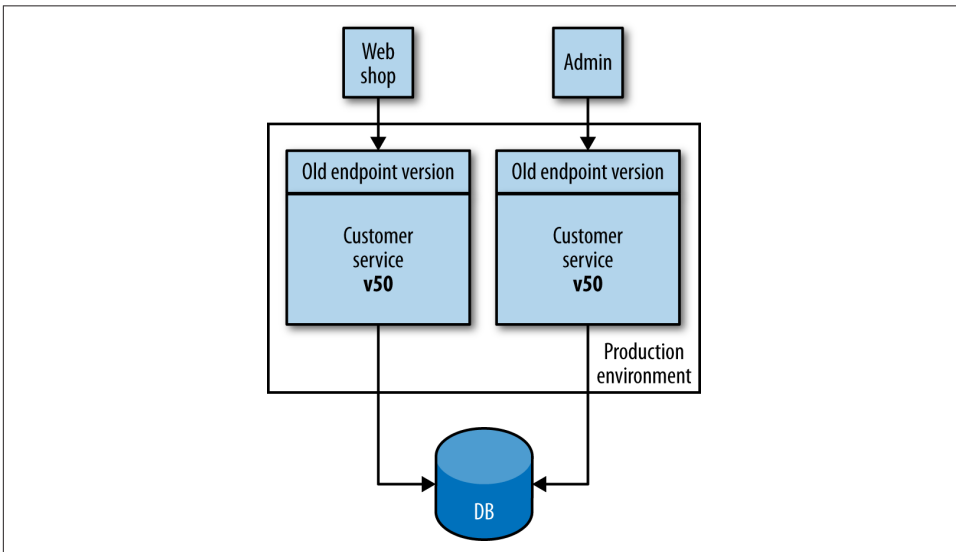 Web
shop
Admin
Old endpoint version
Old endpoint version
Customer
service
v50
Customer
service
v50
Production
environment
DB